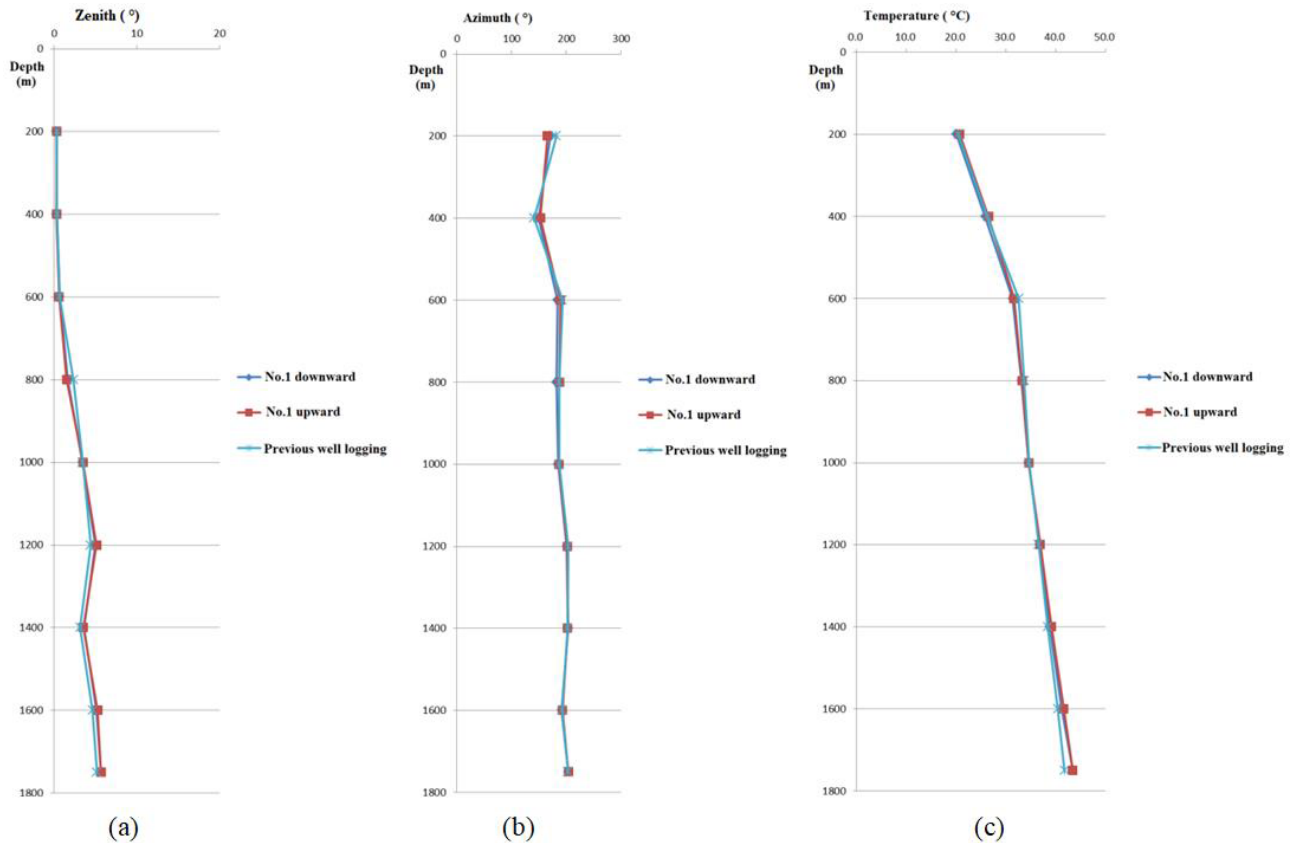 Zenith ( °)
0 10 20
0
Depth
(m)
200
400
600
800
1000
1200
1400
1600
1800
No.1 downward
No.1 upward
Previous well logging
(a)
Azimuth ( °)
0 100 200 300
0
Depth
(m)
200
400
600
800
1000
1200
1400
1600
1800
No.1 downward
No.1 upward
Previous well logging
(b)
Temperature ( °C)
0.0 10.0 20.0 30.0 40.0 50.0
0
Depth
(m)
200
400
600
800
1000
1200
1400
1600
1800
No.1 downward
No.1 upward
Previous well logging
(c)